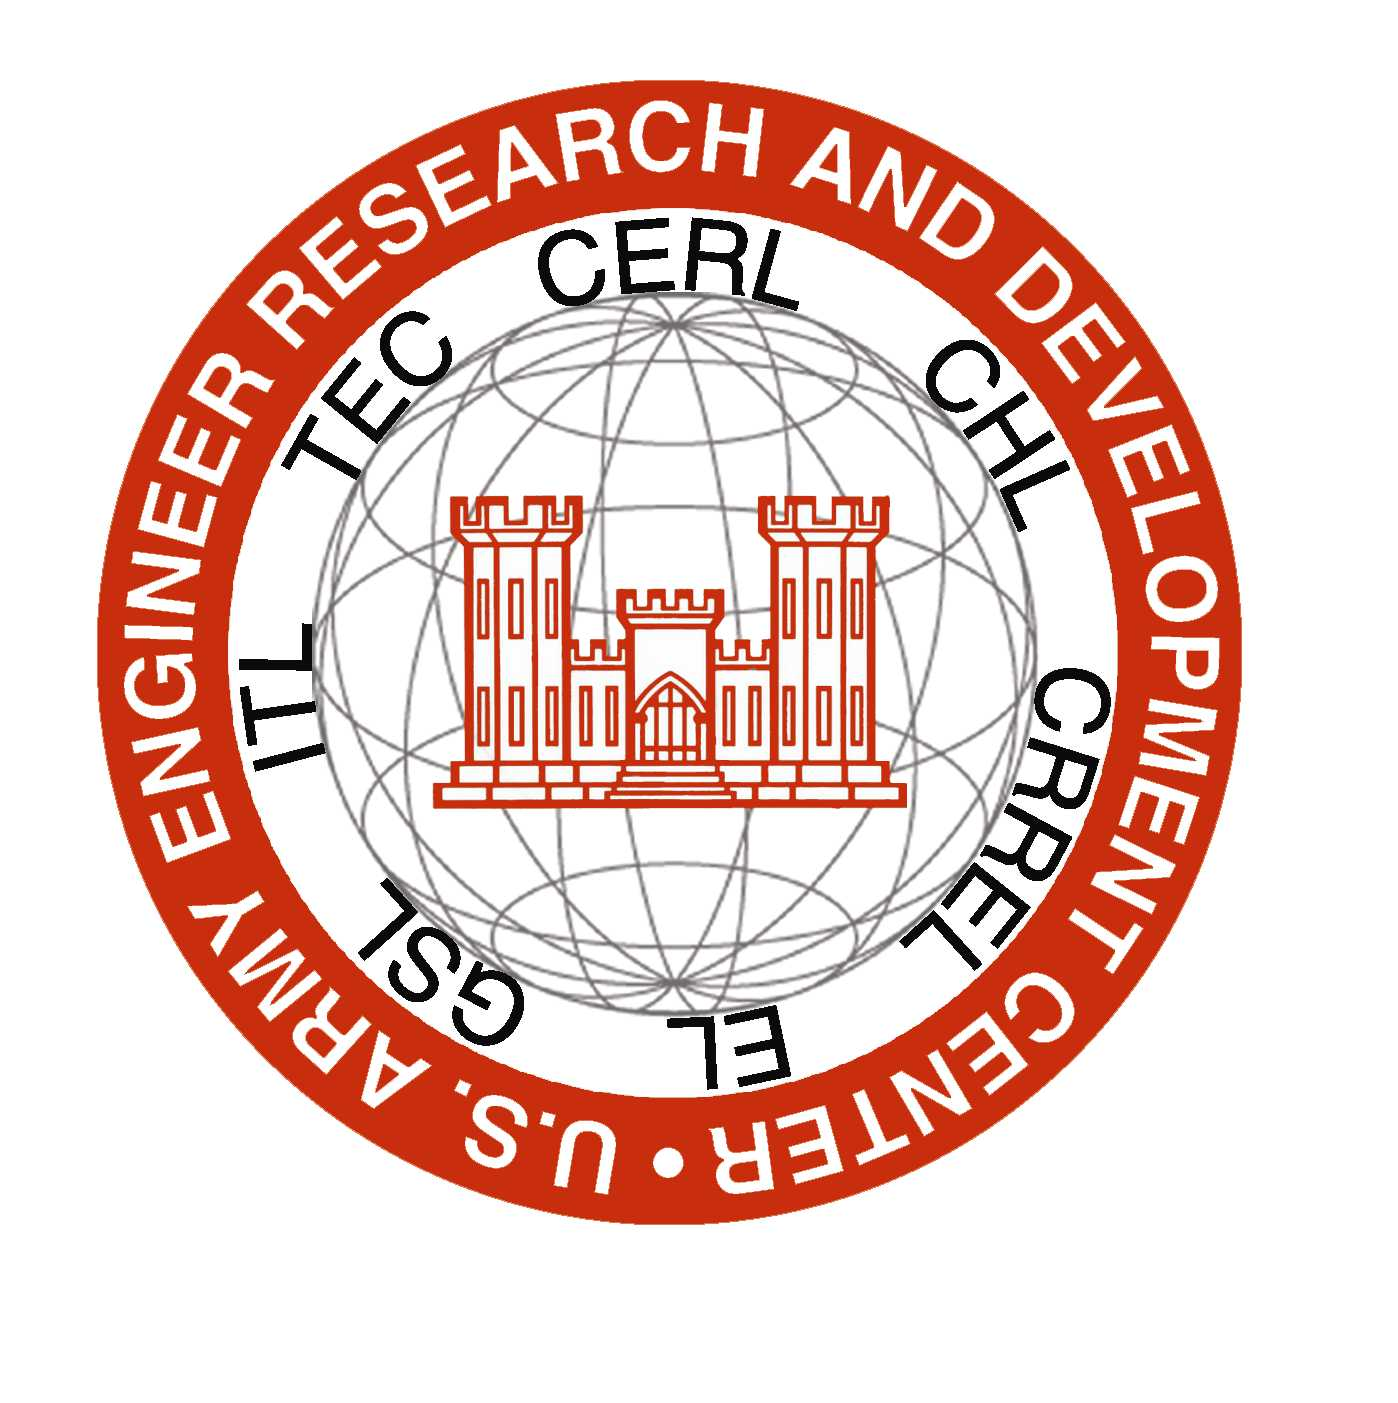 U.S. ARMY ENGINEER RESEARCH AND DEVELOPMENT CENTER •
CERL
CHL
CRREL
EL
GSL
ITL
TEC